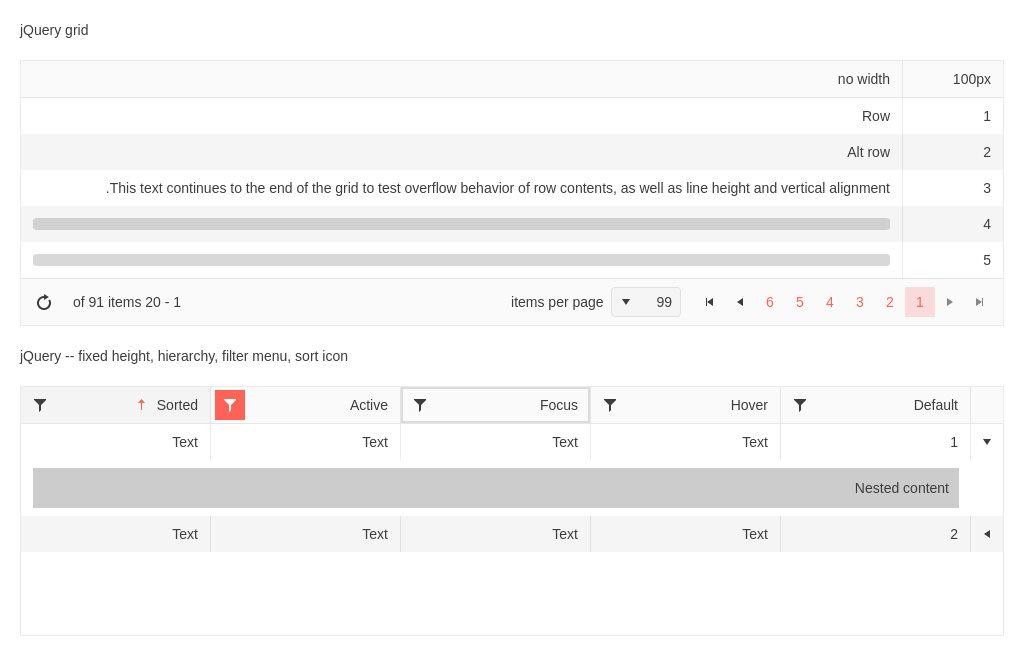 jQuery grid
no width 100px
Row 1
Alt row 2
.This text continues to the end of the grid to test overflow behavior of row contents, as well as line height and vertical alignment 3
4
5
of 91 items 20 - 1 items per page 99 6 5 4 3 2 1
jQuery -- fixed height, hierarchy, filter menu, sort icon
Sorted Active Focus Hover Default
Text Text Text Text 1
Nested content
Text Text Text Text 2